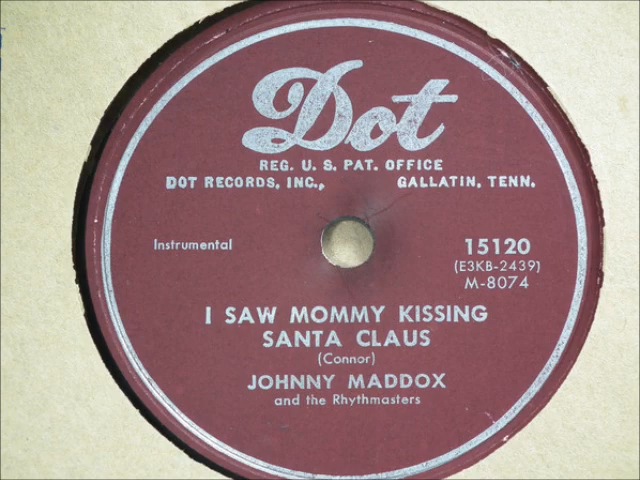 Dot
REG. U. S. PAT. OFFICE
DOT RECORDS, INC., GALLATIN, TENN.
Instrumental
15120
(E3KB-2439)
M-8074
I SAW MOMMY KISSING
SANTA CLAUS
(Connor)
JOHNNY MADDOX
and the Rhythmasters